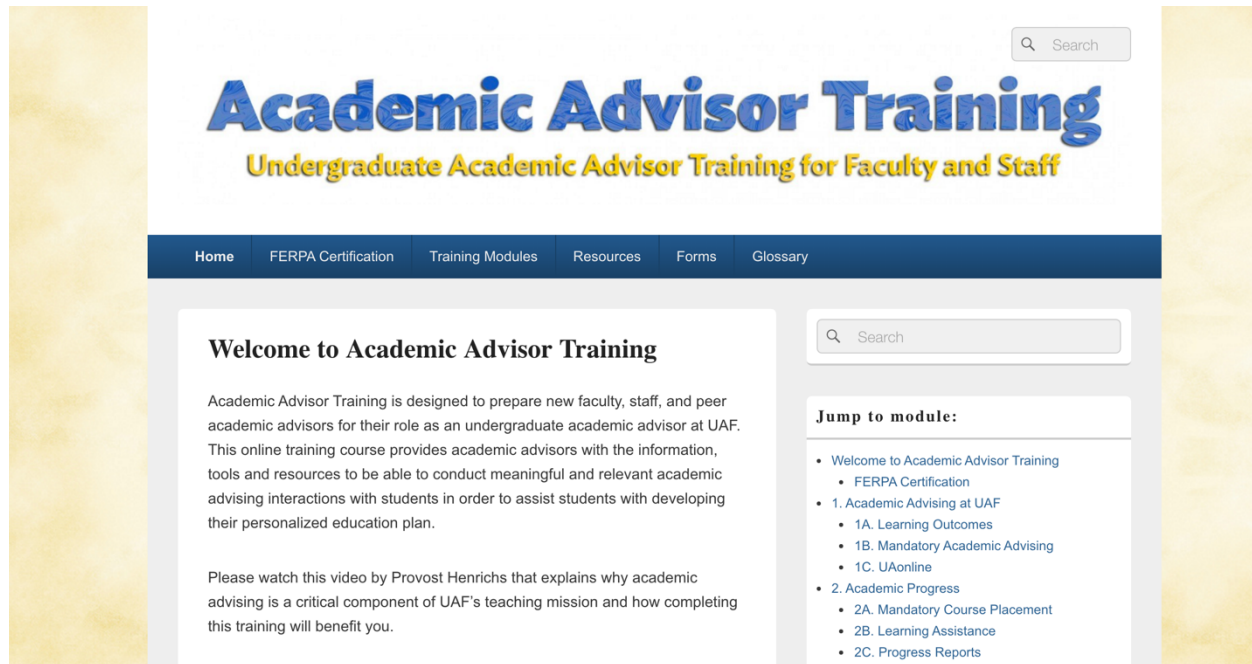 Search
Academic Advisor Training
Undergraduate Academic Advisor Training for Faculty and Staff
Home FERPA Certification Training Modules Resources Forms Glossary
Welcome to Academic Advisor Training
Academic Advisor Training is designed to prepare new faculty, staff, and peer
academic advisors for their role as an undergraduate academic advisor at UAF.
This online training course provides academic advisors with the information,
tools and resources to be able to conduct meaningful and relevant academic
advising interactions with students in order to assist students with developing
their personalized education plan.
Please watch this video by Provost Henrichs that explains why academic
advising is a critical component of UAF's teaching mission and how completing
this training will benefit you.
Search
Jump to module:
• Welcome to Academic Advisor Training
• FERPA Certification
• 1. Academic Advising at UAF
• 1A. Learning Outcomes
• 1B. Mandatory Academic Advising
• 1C. UAonline
• 2. Academic Progress
• 2A. Mandatory Course Placement
• 2B. Learning Assistance
• 2C. Progress Reports